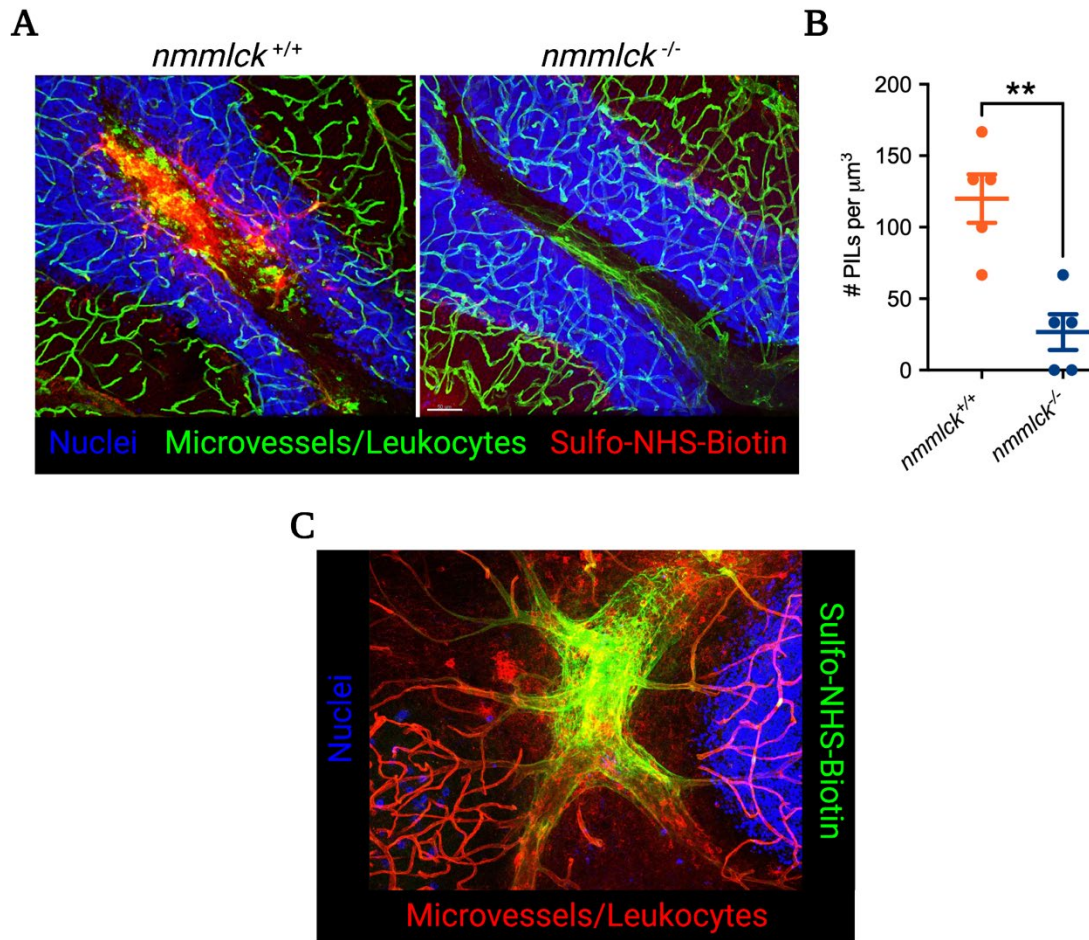 A
nmmlck+/+
nmmlck-/-
Nuclei Microvessels/Leukocytes Sulfo-NHS-Biotin
B
**
# PILs per μm3
200
150
100
50
0
nmmlck+/+
nmmlck-/-
C
Nuclei
Sulfo-NHS-Biotin
Microvessels/Leukocytes